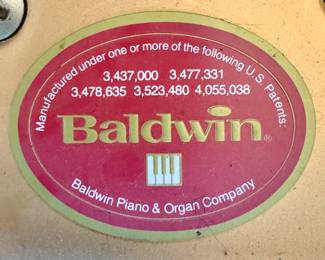 Manufactured under one or more of the following U.S. Patents:
3,437,000 3,477,331
3,478,635 3,523,480 4,055,038
Baldwin®
Baldwin Piano & Organ Company